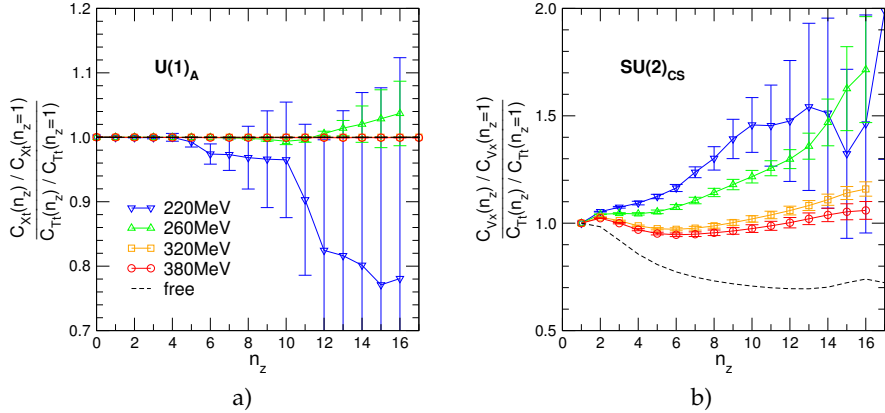 1.2
1.1
1.0
0.9
0.8
0.7
C_Xt(n_z) / C_Xt(n_z=1)
C_Tt(n_z) / C_Tt(n_z=1)
U(1)_A
220MeV
260MeV
320MeV
380MeV
free
0 2 4 6 8 10 12 14 16
n_z
a)
2.0
1.5
1.0
0.5
C_Vx(n_z) / C_Vx(n_z=1)
C_Tt(n_z) / C_Tt(n_z=1)
SU(2)_CS
0 2 4 6 8 10 12 14 16
n_z
b)